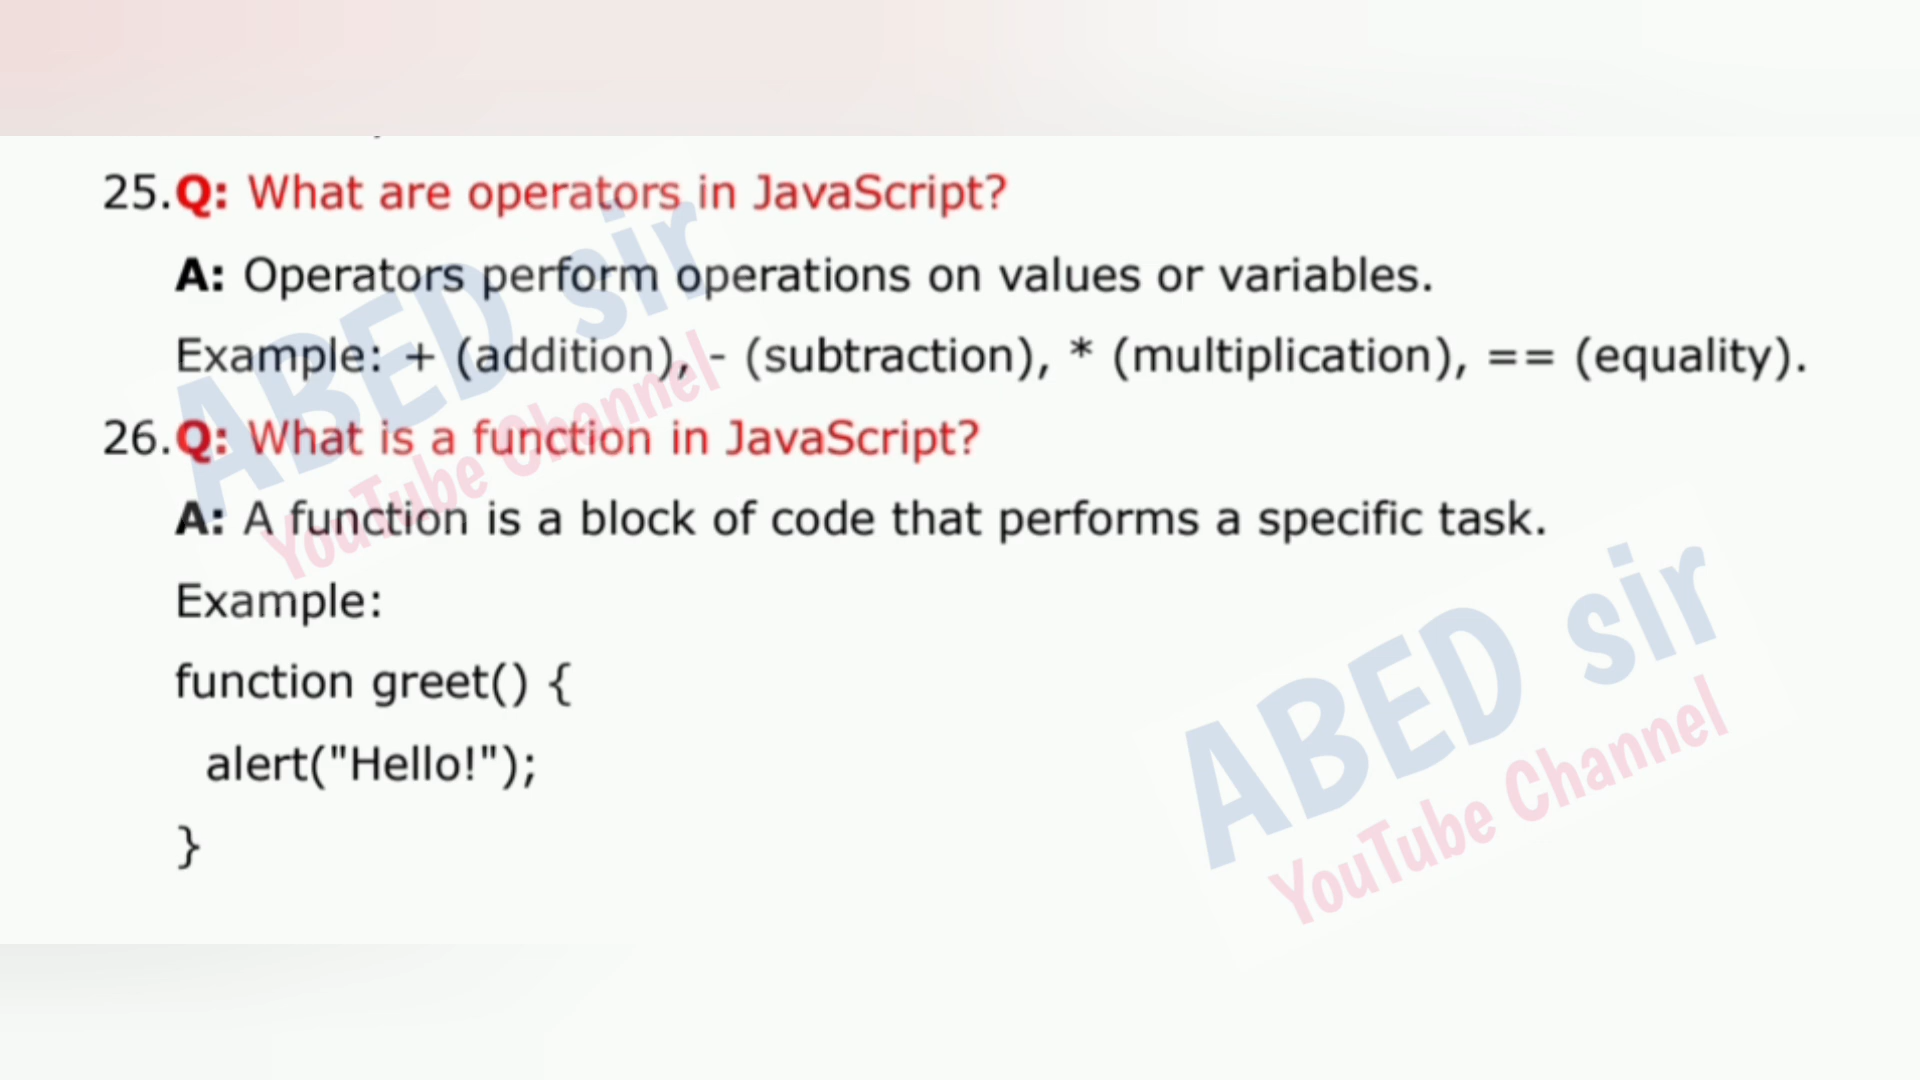 25.Q: What are operators in JavaScript?
A: Operators perform operations on values or variables.
Example: + (addition), - (subtraction), * (multiplication), == (equality).
26.Q: What is a function in JavaScript?
A: A function is a block of code that performs a specific task.
Example:
function greet() {
alert("Hello!");
}
ABED sir
YouTube Channel
ABED sir
YouTube Channel